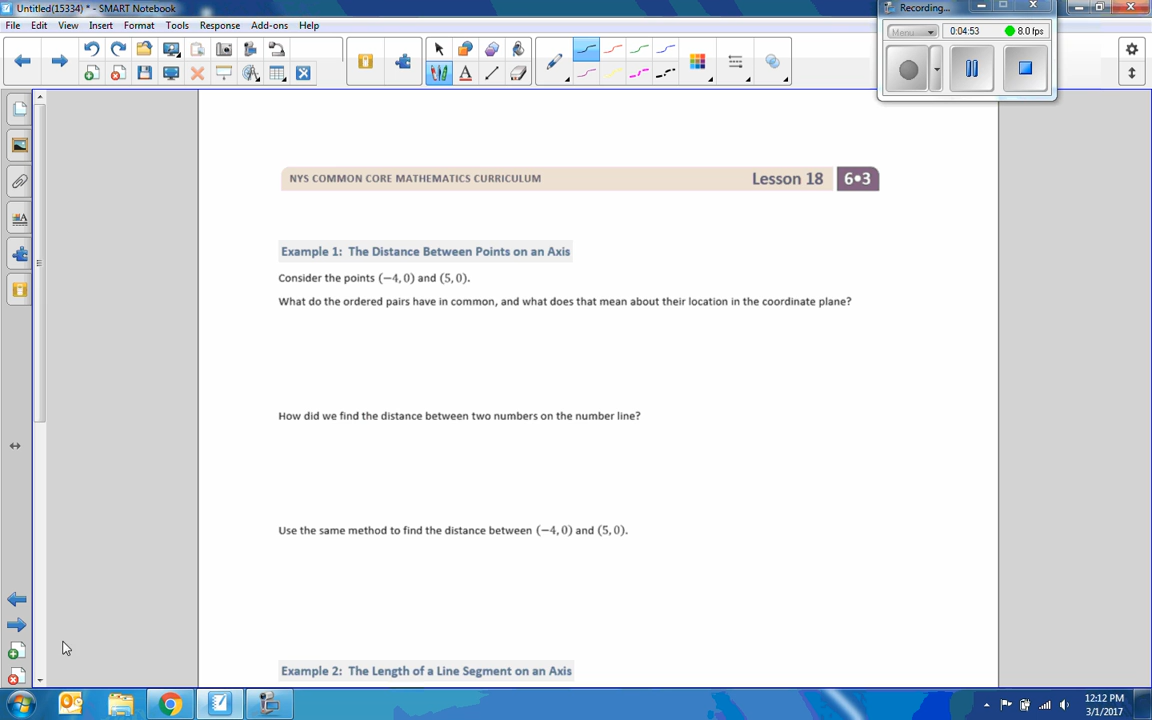 Untitled(15334) * - SMART Notebook
Recording...
File Edit View Insert Format Tools Response Add-ons Help
Menu
0:04:53
8.0 fps
NYS COMMON CORE MATHEMATICS CURRICULUM
Lesson 18
6•3
Example 1: The Distance Between Points on an Axis
Consider the points (−4, 0) and (5, 0).
What do the ordered pairs have in common, and what does that mean about their location in the coordinate plane?
How did we find the distance between two numbers on the number line?
Use the same method to find the distance between (−4, 0) and (5, 0).
Example 2: The Length of a Line Segment on an Axis
12:12 PM
3/1/2017